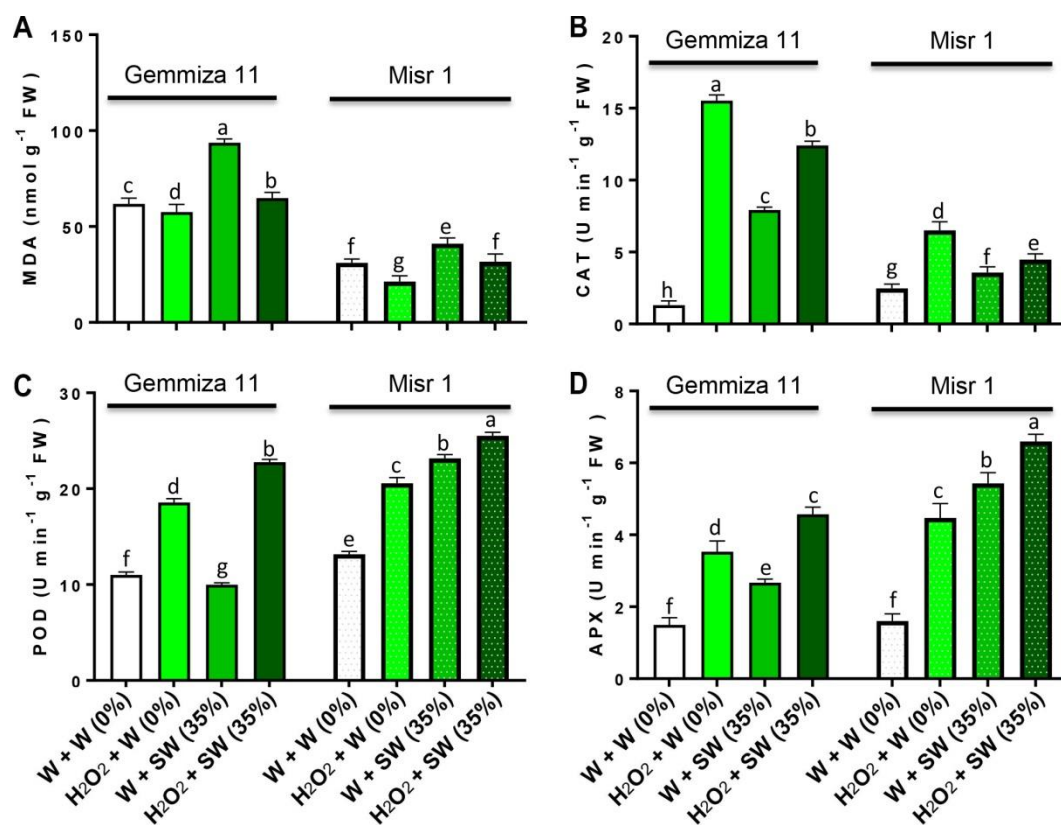 A
MDA (nmol g⁻¹ FW)
150
100
50
0
Gemmiza 11
Misr 1
c
d
a
b
f
g
e
f
B
CAT (U min⁻¹ g⁻¹ FW)
20
15
10
5
0
Gemmiza 11
Misr 1
h
a
c
b
g
d
f
e
C
POD (U min⁻¹ g⁻¹ FW)
30
20
10
0
Gemmiza 11
Misr 1
f
d
g
b
e
c
b
a
W + W (0%)
H₂O₂ + W (0%)
W + SW (35%)
H₂O₂ + SW (35%)
W + W (0%)
H₂O₂ + W (0%)
W + SW (35%)
H₂O₂ + SW (35%)
D
APX (U min⁻¹ g⁻¹ FW)
8
6
4
2
0
Gemmiza 11
Misr 1
f
d
e
c
f
c
b
a
W + W (0%)
H₂O₂ + W (0%)
W + SW (35%)
H₂O₂ + SW (35%)
W + W (0%)
H₂O₂ + W (0%)
W + SW (35%)
H₂O₂ + SW (35%)